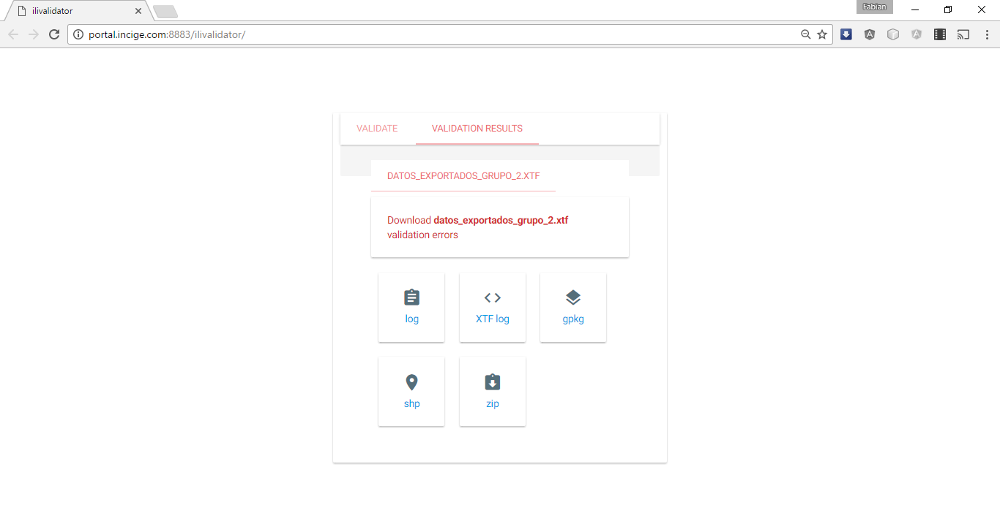 ilivalidator
Fabian
portal.incige.com:8883/ilivalidator/
VALIDATE VALIDATION RESULTS
DATOS_EXPORTADOS_GRUPO_2.XTF
Download datos_exportados_grupo_2.xtf
validation errors
log XTF log gpkg
shp zip